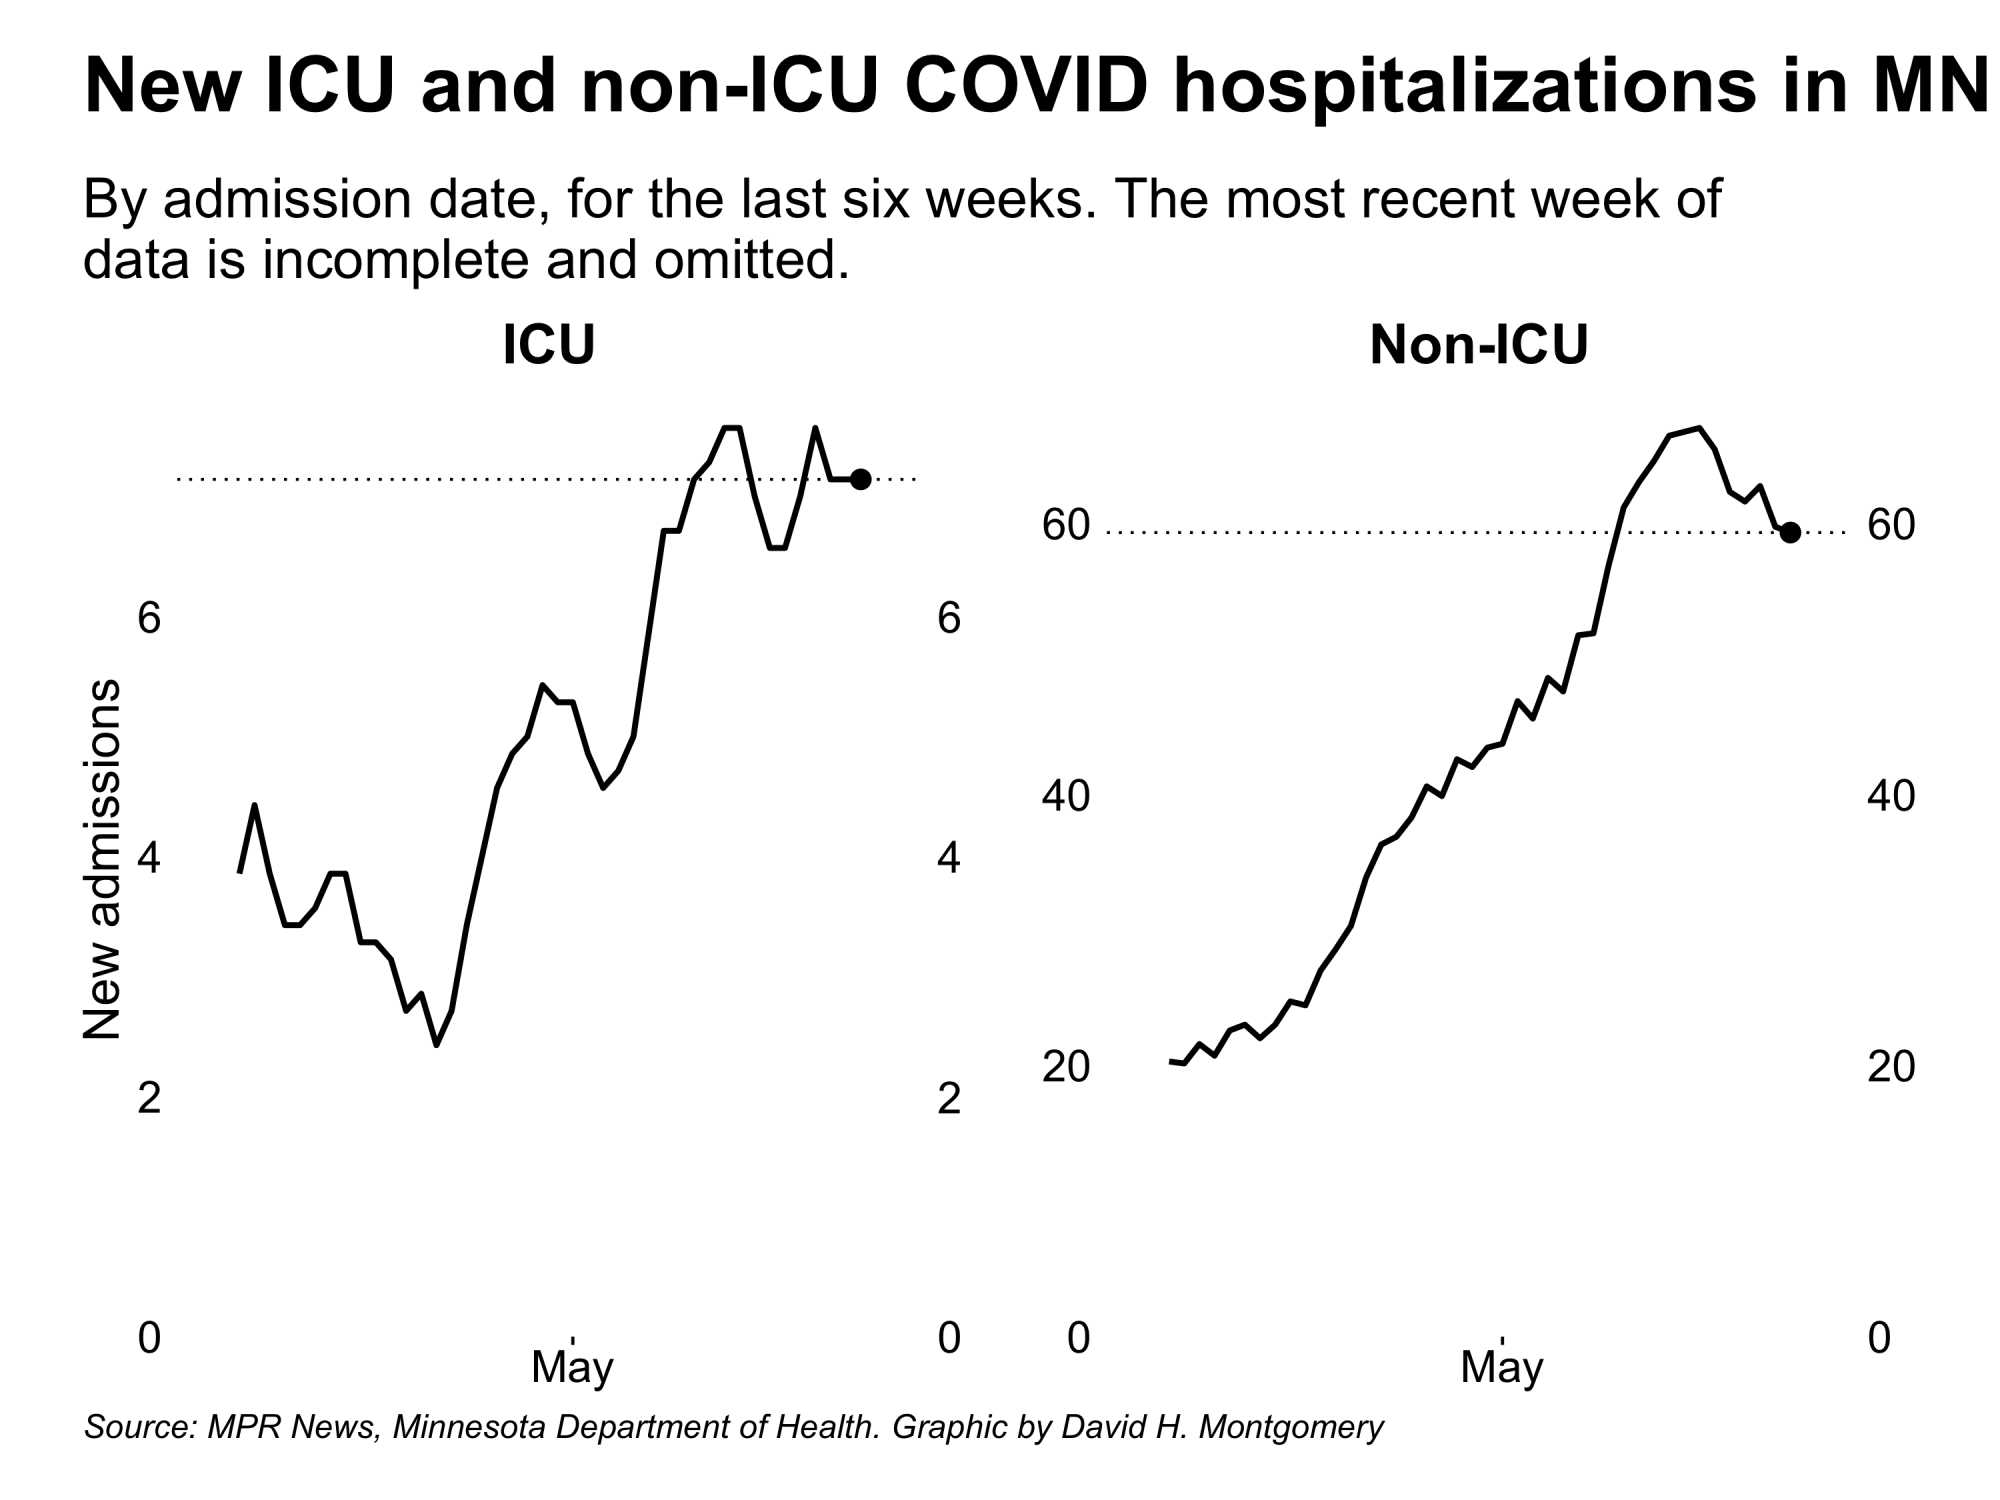 New ICU and non-ICU COVID hospitalizations in MN
By admission date, for the last six weeks. The most recent week of
data is incomplete and omitted.
ICU
Non-ICU
New admissions
6
4
2
0
6
4
2
0
May
60
40
20
0
60
40
20
0
May
Source: MPR News, Minnesota Department of Health. Graphic by David H. Montgomery